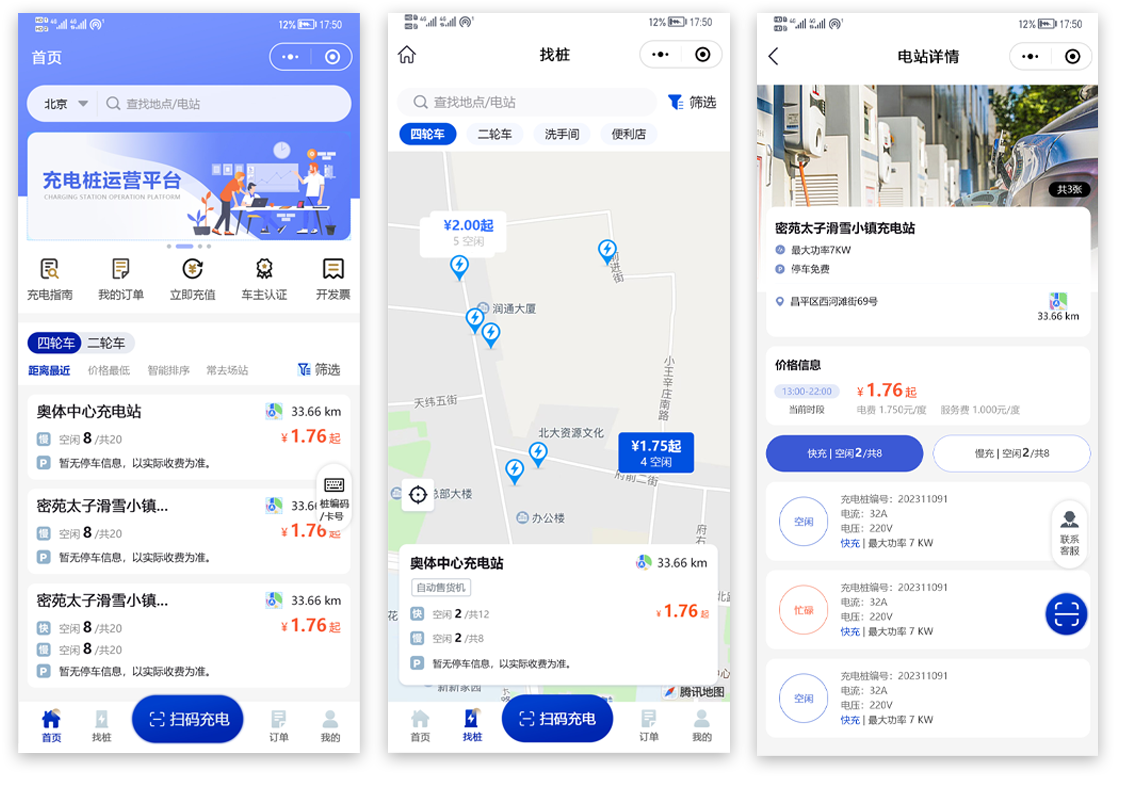 12% 17:50
首页
北京 查找地点/电站
充电桩运营平台
CHARGING STATION OPERATION PLATFORM
充电指南 我的订单 立即充值 车主认证 开发票
四轮车 二轮车
距离最近 价格最低 智能排序 常去场站 筛选
奥体中心充电站 33.66 km
慢 空闲 8 /共20 ¥ 1.76 起
P 暂无停车信息，以实际收费为准。
密苑太子滑雪小镇... 33.6
慢 空闲 8 /共20 ¥ 1.76 起
P 暂无停车信息，以实际收费为准。
桩编码
/卡号
密苑太子滑雪小镇... 33.66 km
快 空闲 8 /共20 ¥ 1.76 起
慢 空闲 8 /共20
P 暂无停车信息，以实际收费为准。
首页 找桩 扫码充电 订单 我的
12% 17:50
找桩
查找地点/电站 筛选
四轮车 二轮车 洗手间 便利店
¥2.00起
5 空闲
前进街
润通大厦
小王辛庄南路
天纬五街
北大资源文化
¥1.75起
4 空闲
府前二街
总部大楼
办公楼
府右
奥体中心充电站 33.66 km
自动售货机
快 空闲 2 /共12 ¥ 1.76 起
慢 空闲 2 /共8
P 暂无停车信息，以实际收费为准。
花
北路
中心
新新家园
腾讯地图
首页 找桩 扫码充电 订单 我的
12% 17:50
电站详情
共3张
密苑太子滑雪小镇充电站
最大功率7KW
P 停车免费
昌平区西河滩街69号
33.66 km
价格信息
13:00-22:00 ¥ 1.76 起
当前时段 电费 1.750元/度 服务费 1.000元/度
快充 | 空闲2/共8 慢充 | 空闲2/共8
空闲
充电桩编号：202311091
电流：32A
电压：220V
快充 | 最大功率 7 KW
联系
客服
忙碌
充电桩编号：202311091
电流：32A
电压：220V
快充 | 最大功率 7 KW
空闲
充电桩编号：202311091
电流：32A
电压：220V
快充 | 最大功率 7 KW